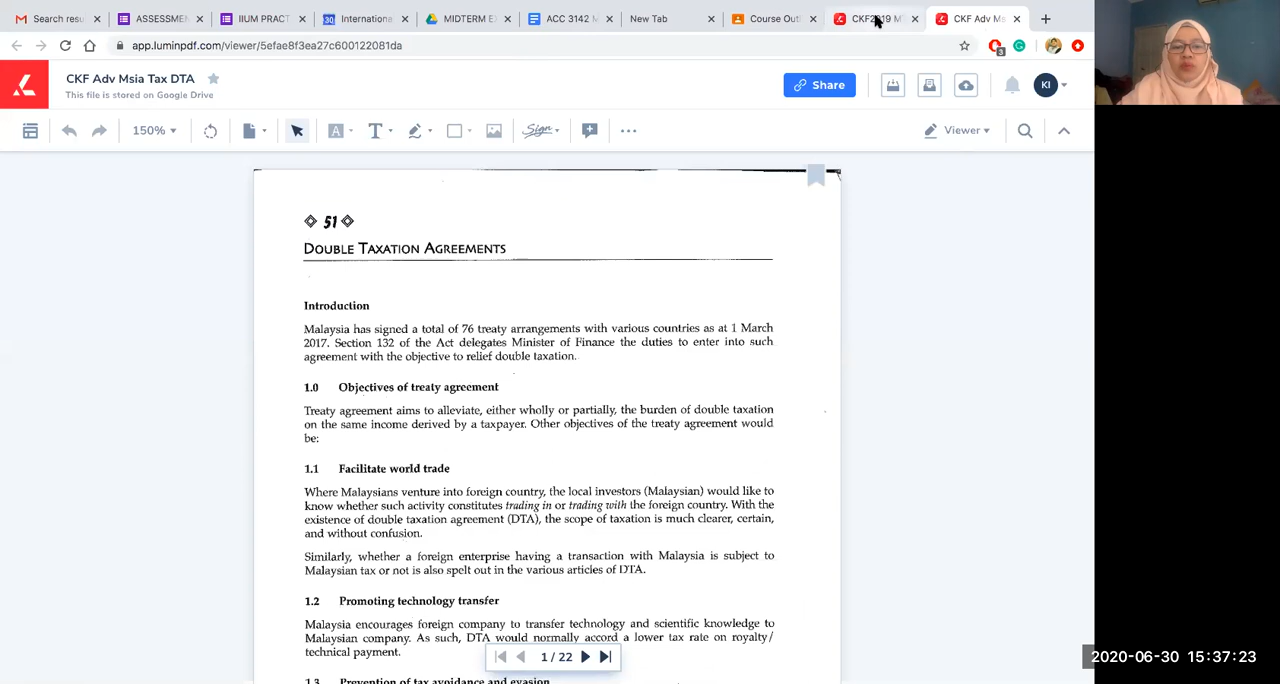 Search resu
ASSESSMEN
IIUM PRACT
30 Internationa
MIDTERM E
ACC 3142 M
New Tab
Course Out
CKF2019 M
CKF Adv Ms
app.luminpdf.com/viewer/5efae8f3ea27c600122081da
3
CKF Adv Msia Tax DTA
This file is stored on Google Drive
Share
KI
150%
A
T
Sign
Viewer
51
DOUBLE TAXATION AGREEMENTS
Introduction
Malaysia has signed a total of 76 treaty arrangements with various countries as at 1 March
2017. Section 132 of the Act delegates Minister of Finance the duties to enter into such
agreement with the objective to relief double taxation.
1.0 Objectives of treaty agreement
Treaty agreement aims to alleviate, either wholly or partially, the burden of double taxation
on the same income derived by a taxpayer. Other objectives of the treaty agreement would
be:
1.1 Facilitate world trade
Where Malaysians venture into foreign country, the local investors (Malaysian) would like to
know whether such activity constitutes trading in or trading with the foreign country. With the
existence of double taxation agreement (DTA), the scope of taxation is much clearer, certain,
and without confusion.
Similarly, whether a foreign enterprise having a transaction with Malaysia is subject to
Malaysian tax or not is also spelt out in the various articles of DTA.
1.2 Promoting technology transfer
Malaysia encourages foreign company to transfer technology and scientific knowledge to
Malaysian company. As such, DTA would normally accord a lower tax rate on royalty/
technical payment.
1 / 22
1.3 Prevention of tax avoidance and evasion
2020-06-30 15:37:23